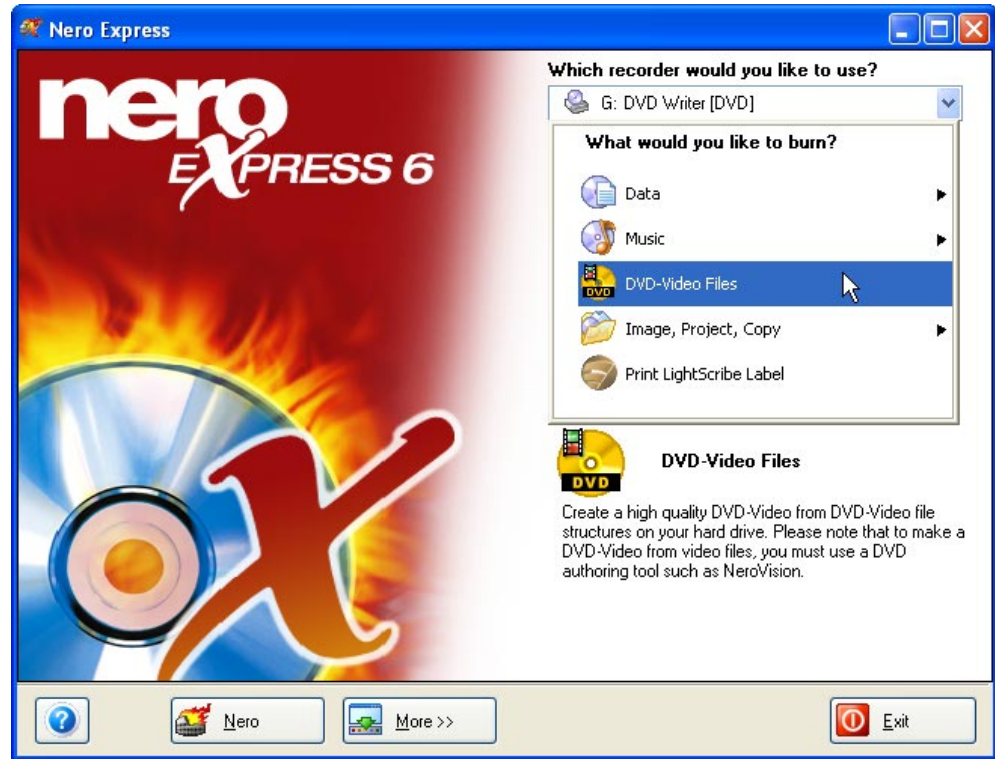 Nero Express
nero
EXPRESS 6
Which recorder would you like to use?
G: DVD Writer [DVD]
What would you like to burn?
Data
Music
DVD
DVD-Video Files
Image, Project, Copy
Print LightScribe Label
DVD
DVD-Video Files
Create a high quality DVD-Video from DVD-Video file
structures on your hard drive. Please note that to make a
DVD-Video from video files, you must use a DVD
authoring tool such as NeroVision.
?
Nero
More >>
Exit